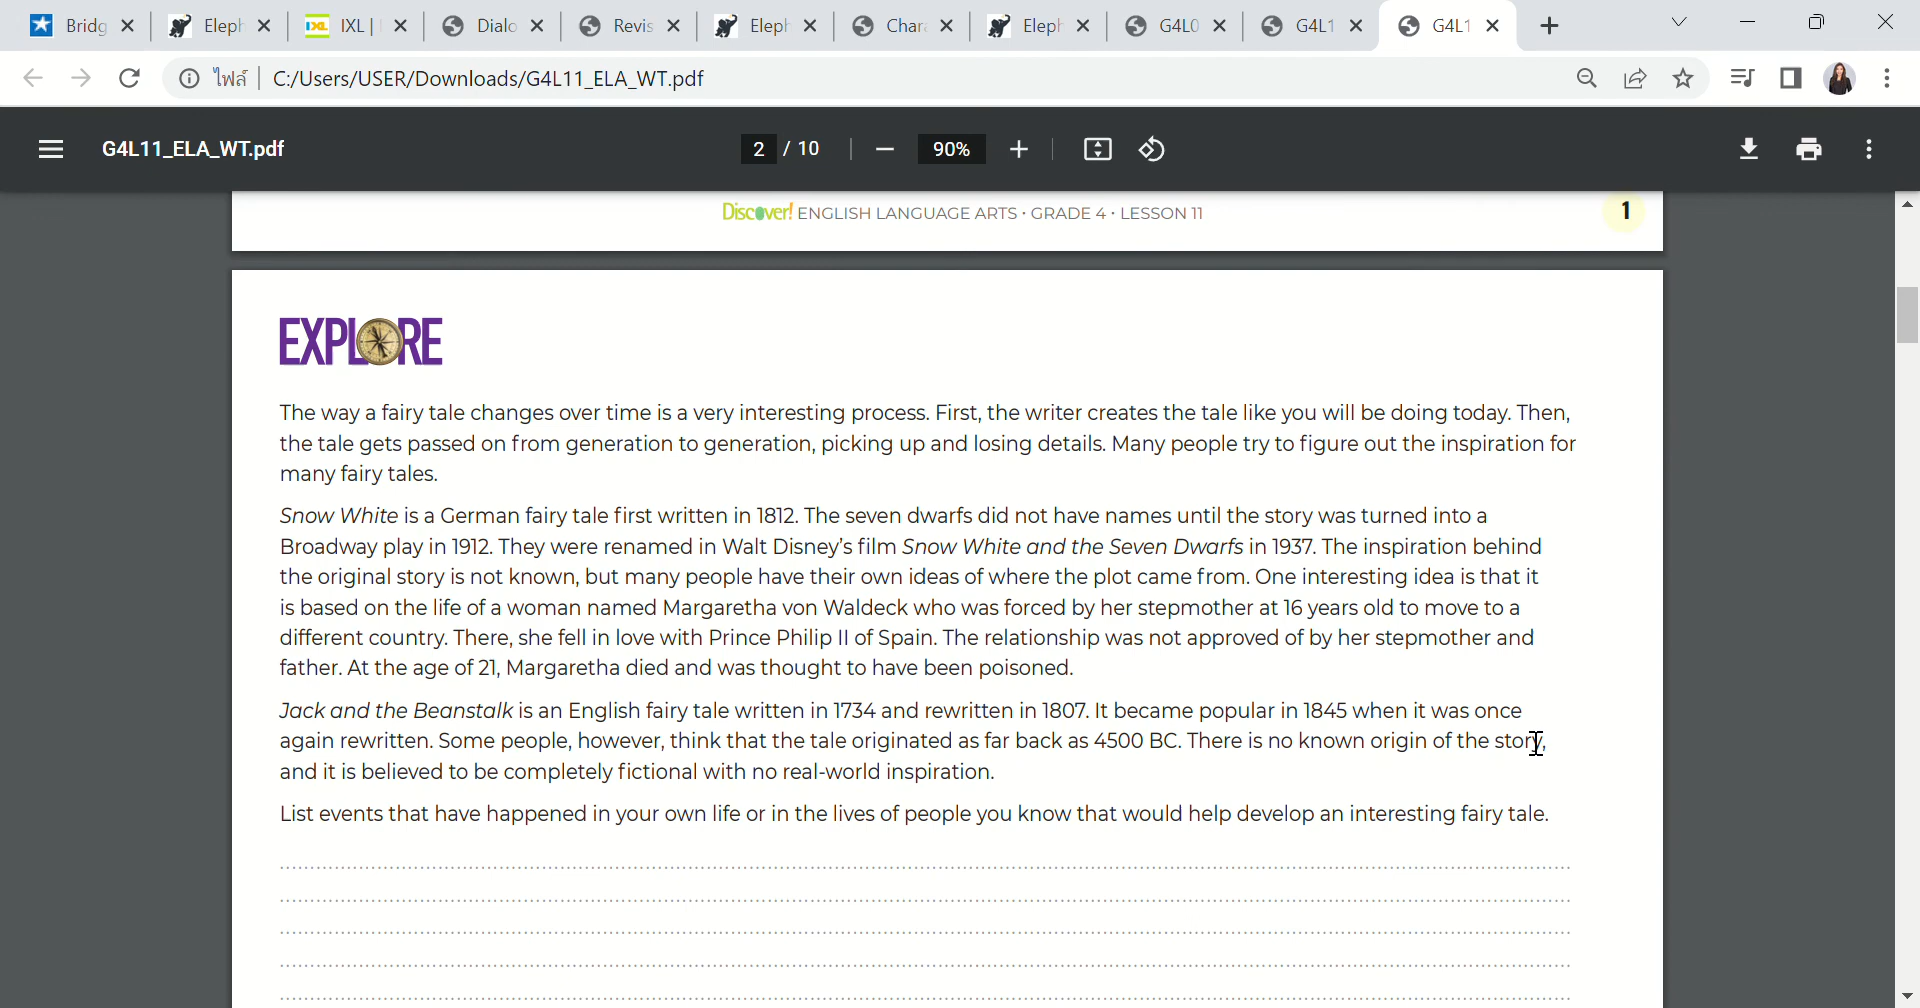 Bridg Eleph IXL | Dialo Revis Eleph Char Eleph G4L0 G4L1 G4L1
ไฟล์ C:/Users/USER/Downloads/G4L11_ELA_WT.pdf
G4L11_ELA_WT.pdf 2 / 10 90%
Discover! ENGLISH LANGUAGE ARTS • GRADE 4 • LESSON 11 1
EXPLORE
The way a fairy tale changes over time is a very interesting process. First, the writer creates the tale like you will be doing today. Then,
the tale gets passed on from generation to generation, picking up and losing details. Many people try to figure out the inspiration for
many fairy tales.
Snow White is a German fairy tale first written in 1812. The seven dwarfs did not have names until the story was turned into a
Broadway play in 1912. They were renamed in Walt Disney's film Snow White and the Seven Dwarfs in 1937. The inspiration behind
the original story is not known, but many people have their own ideas of where the plot came from. One interesting idea is that it
is based on the life of a woman named Margaretha von Waldeck who was forced by her stepmother at 16 years old to move to a
different country. There, she fell in love with Prince Philip II of Spain. The relationship was not approved of by her stepmother and
father. At the age of 21, Margaretha died and was thought to have been poisoned.
Jack and the Beanstalk is an English fairy tale written in 1734 and rewritten in 1807. It became popular in 1845 when it was once
again rewritten. Some people, however, think that the tale originated as far back as 4500 BC. There is no known origin of the story,
and it is believed to be completely fictional with no real-world inspiration.
List events that have happened in your own life or in the lives of people you know that would help develop an interesting fairy tale.